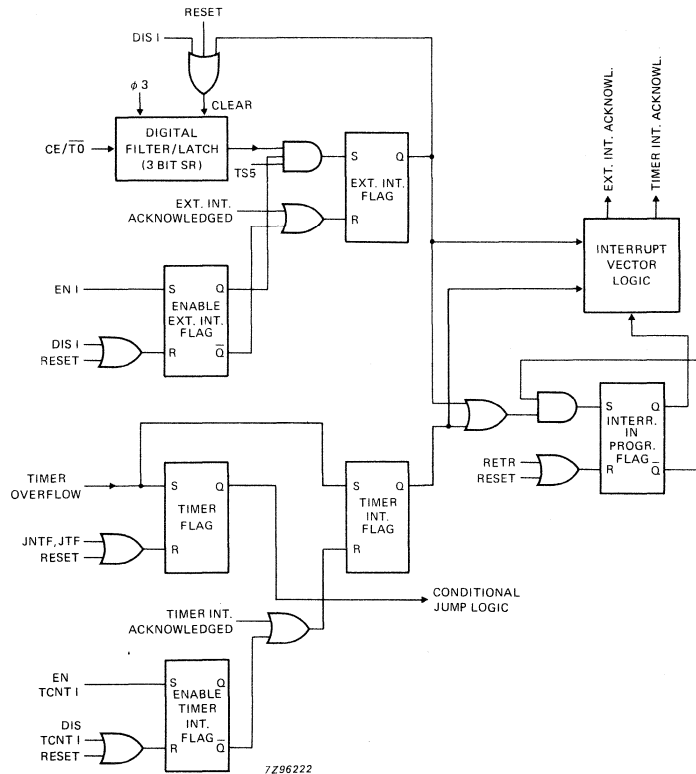 RESET
DIS I
ϕ 3
CLEAR
CE/T̅0̅
DIGITAL
FILTER/LATCH
(3 BIT SR)
TS5
S Q
EXT. INT.
FLAG
R
EXT. INT.
ACKNOWLEDGED
EXT. INT. ACKNOWL.
TIMER INT. ACKNOWL.
INTERRUPT
VECTOR
LOGIC
EN I
S Q
ENABLE
EXT. INT.
FLAG
R Q̅
DIS I
RESET
S Q
INTERR.
IN
PROGR.
FLAG
R Q̅
RETR
RESET
TIMER
OVERFLOW
S Q
TIMER
FLAG
R
JNTF, JTF
RESET
S Q
TIMER
INT.
FLAG
R
CONDITIONAL
JUMP LOGIC
TIMER INT.
ACKNOWLEDGED
EN
TCNT I
S Q
ENABLE
TIMER
INT.
FLAG
R Q̅
DIS
TCNT I
RESET
7Z96222